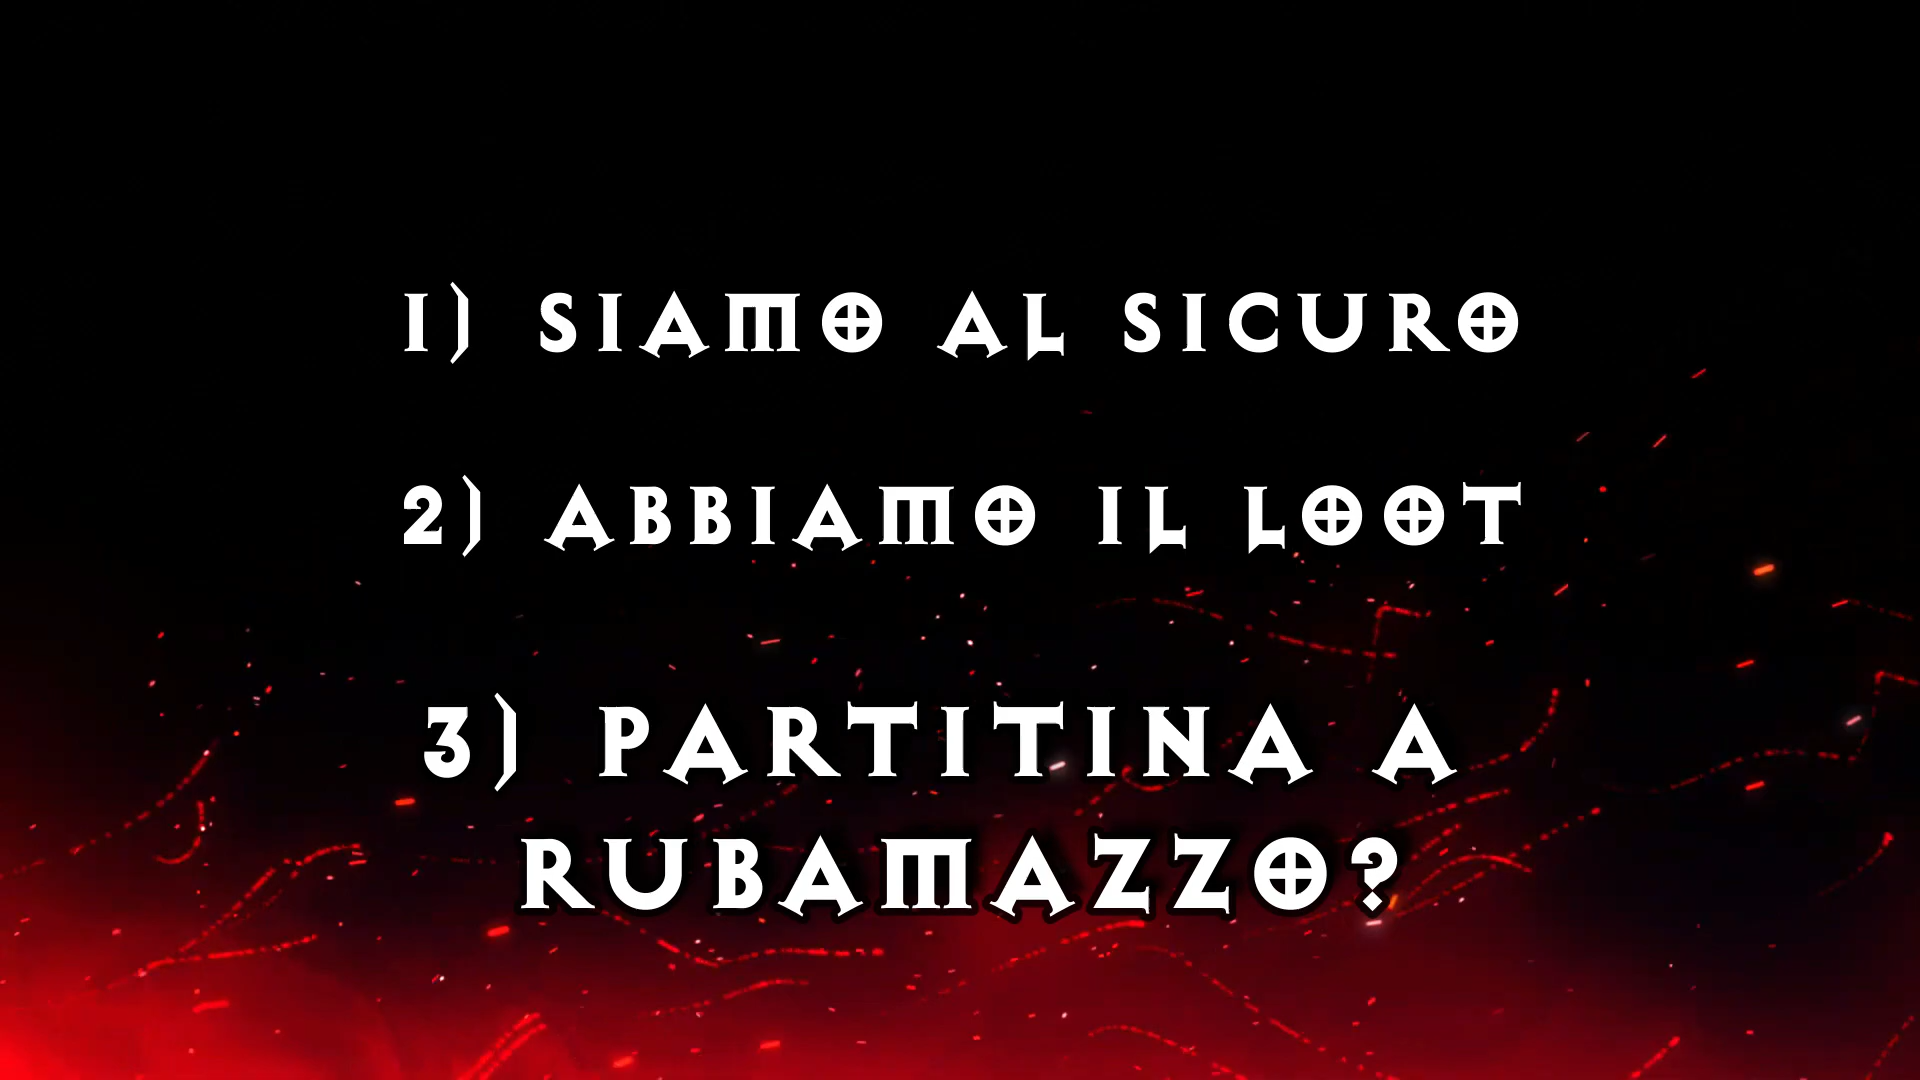 1) SIAMO AL SICURO
2) ABBIAMO IL LOOT
3) PARTITINA A
RUBAMAZZO?